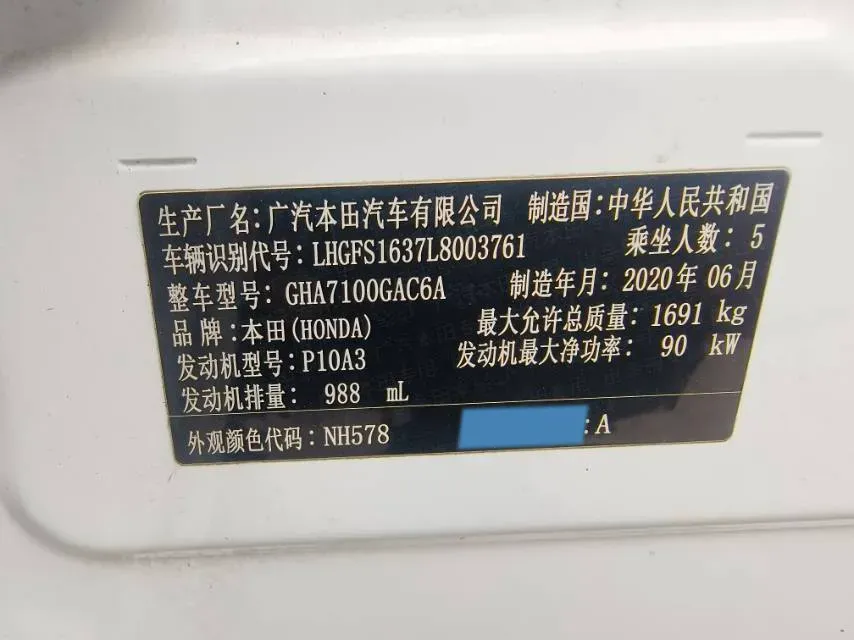 生产厂名:广汽本田汽车有限公司 制造国:中华人民共和国
车辆识别代号:LHGFS1637L8003761 乘坐人数:5
整车型号:GHA7100GAC6A 制造年月:2020年06月
品牌:本田(HONDA) 最大允许总质量:1691 kg
发动机型号:P10A3 发动机最大净功率:90 kW
发动机排量:988 mL
外观颜色代码:NH578 :A